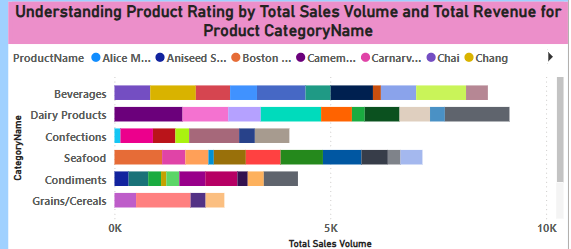 Understanding Product Rating by Total Sales Volume and Total Revenue for
Product CategoryName
ProductName Alice M... Aniseed S... Boston ... Camem... Carnarv... Chai Chang
Beverages
Dairy Products
Confections
Seafood
Condiments
Grains/Cereals
CategoryName
0K 5K 10K
Total Sales Volume